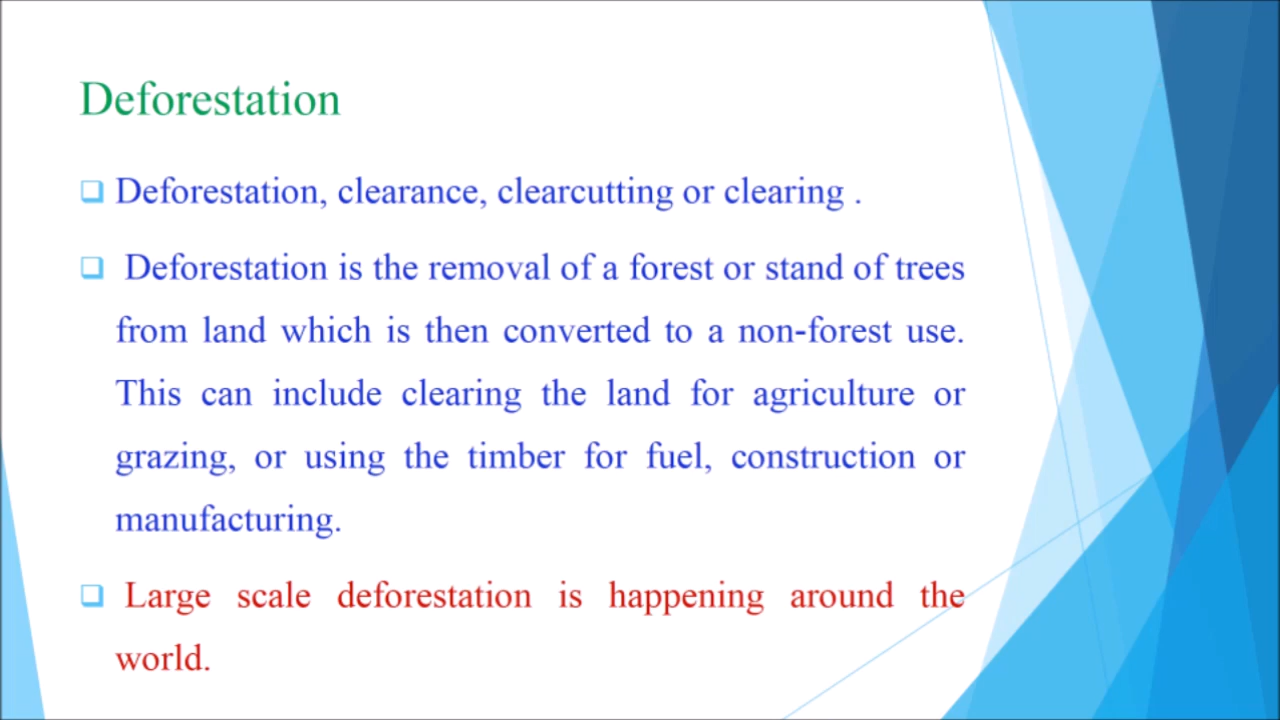 Deforestation
Deforestation, clearance, clearcutting or clearing .
Deforestation is the removal of a forest or stand of trees
from land which is then converted to a non-forest use.
This can include clearing the land for agriculture or
grazing, or using the timber for fuel, construction or
manufacturing.
Large scale deforestation is happening around the
world.